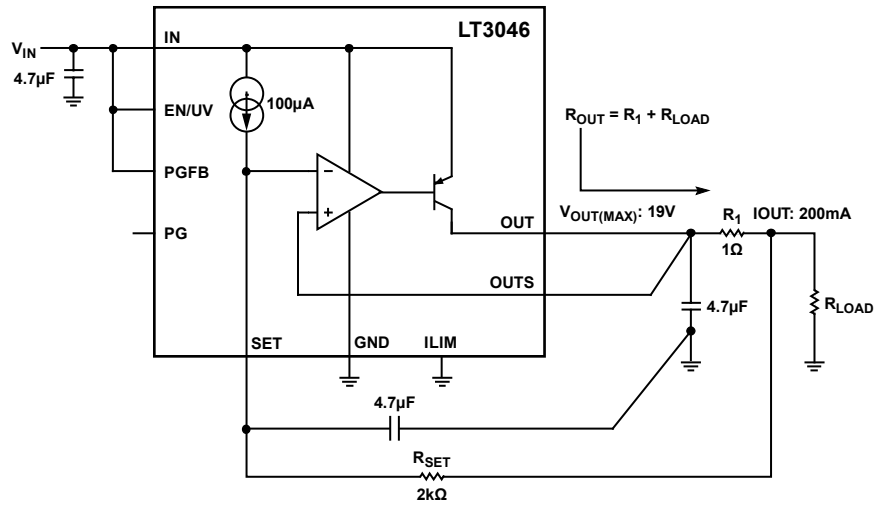 LT3046
V_IN
IN
4.7µF
100µA
EN/UV
R_OUT = R_1 + R_LOAD
PGFB
–
+
PG
OUT
V_OUT(MAX): 19V
R_1
1Ω
IOUT: 200mA
OUTS
4.7µF
R_LOAD
SET
GND
ILIM
4.7µF
R_SET
2kΩ